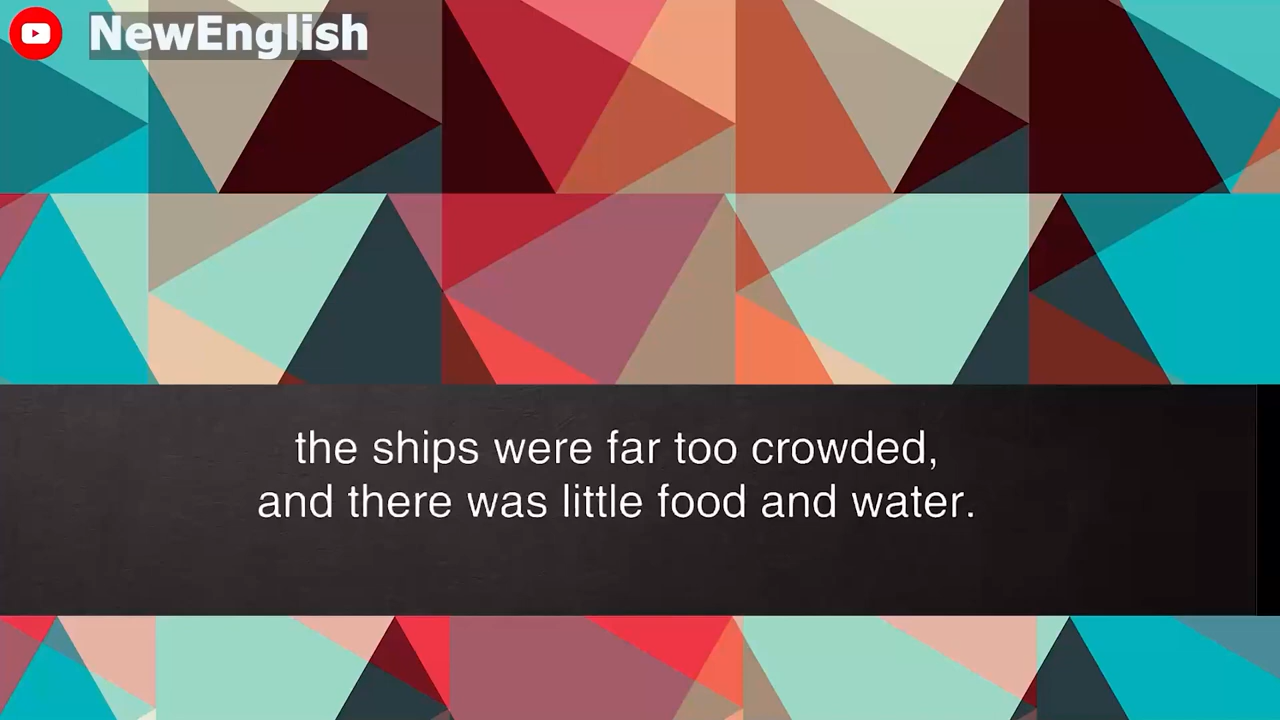 NewEnglish
the ships were far too crowded,
and there was little food and water.